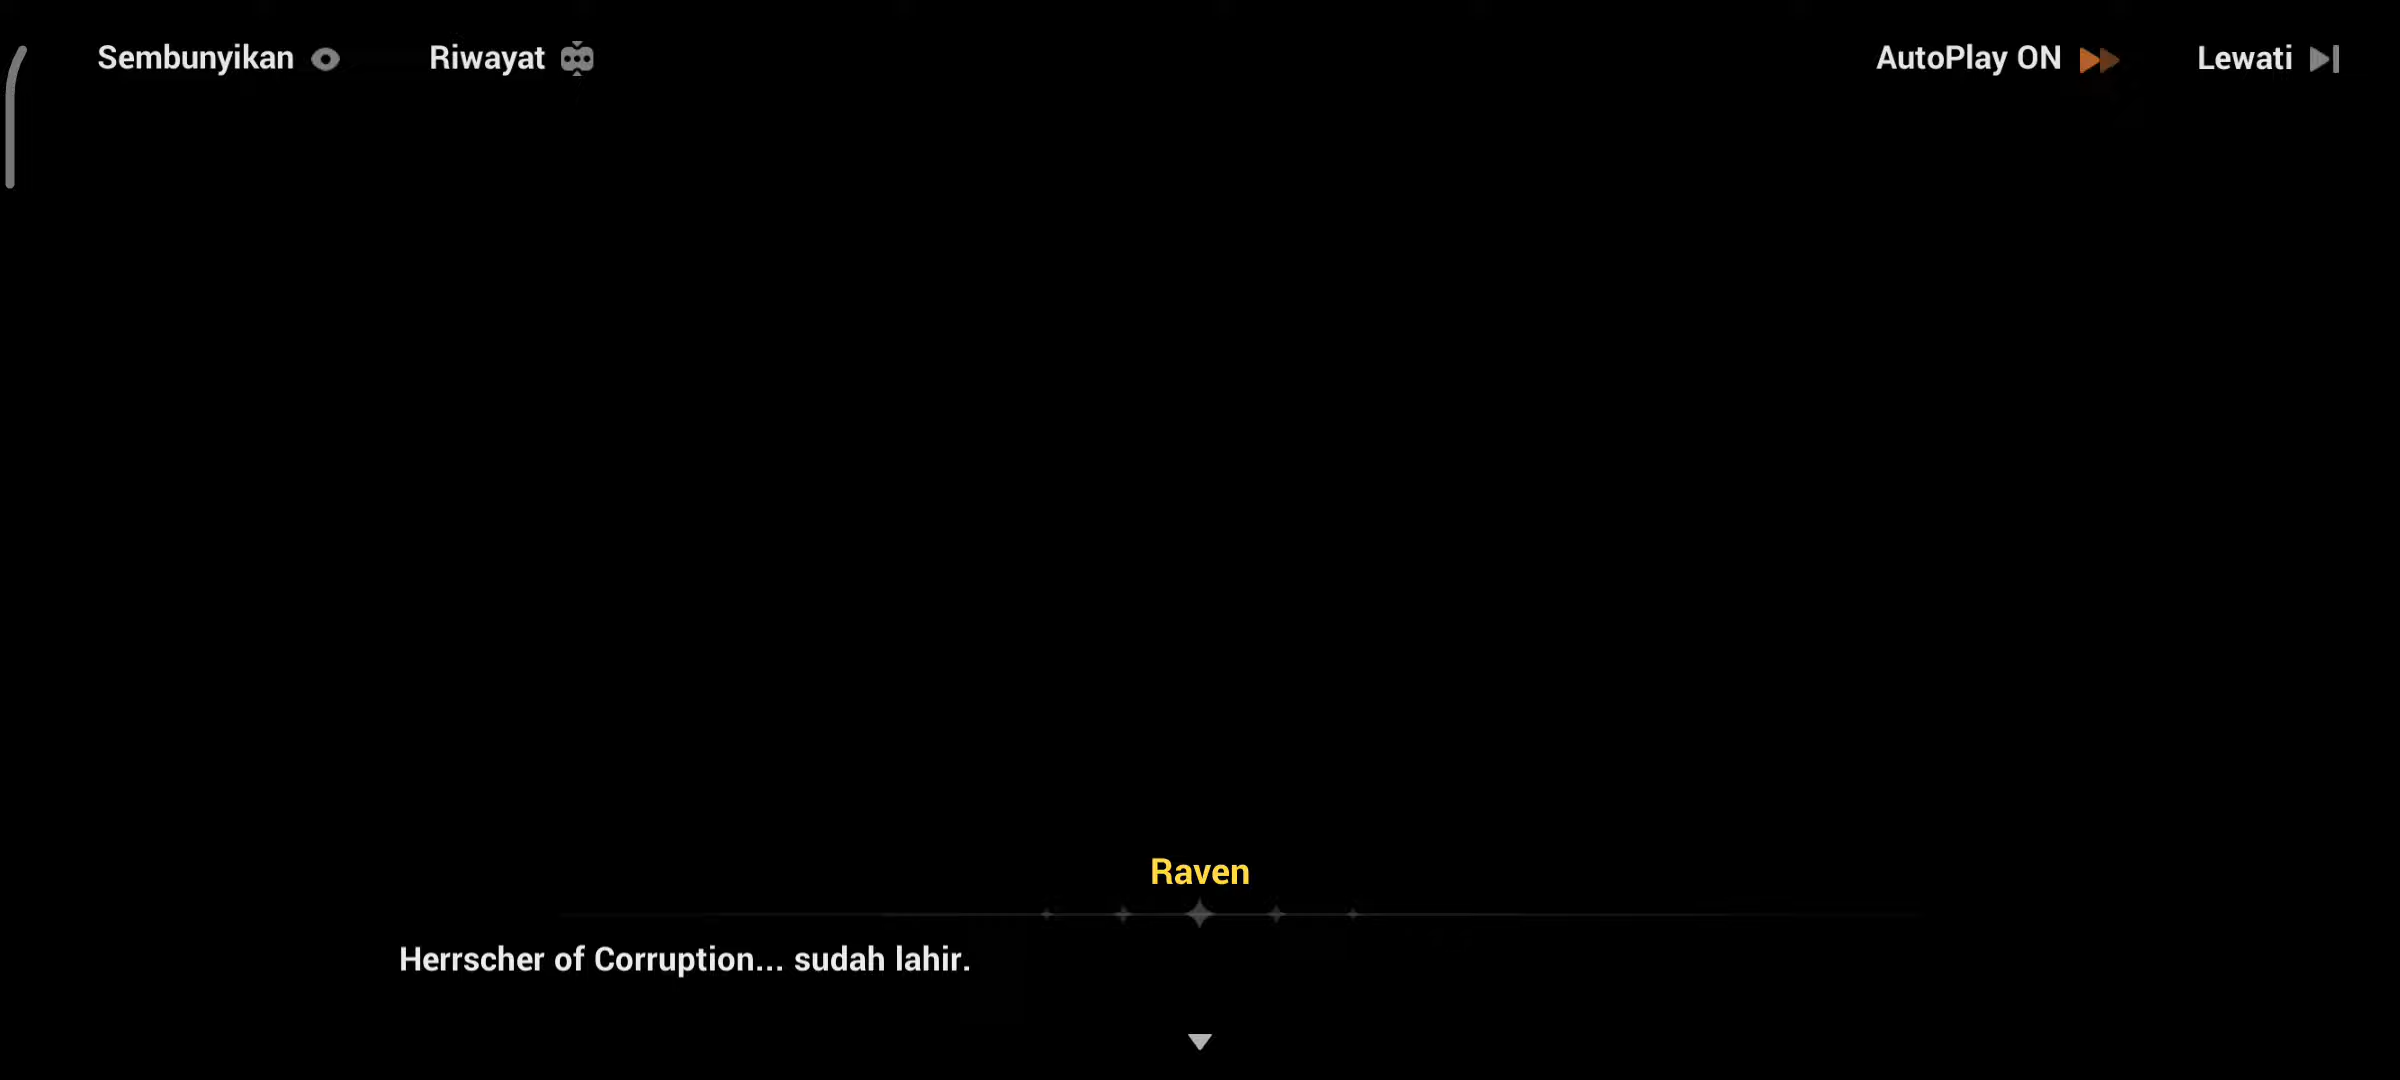 Sembunyikan
Riwayat
AutoPlay ON
Lewati
Raven
Herrscher of Corruption... sudah lahir.